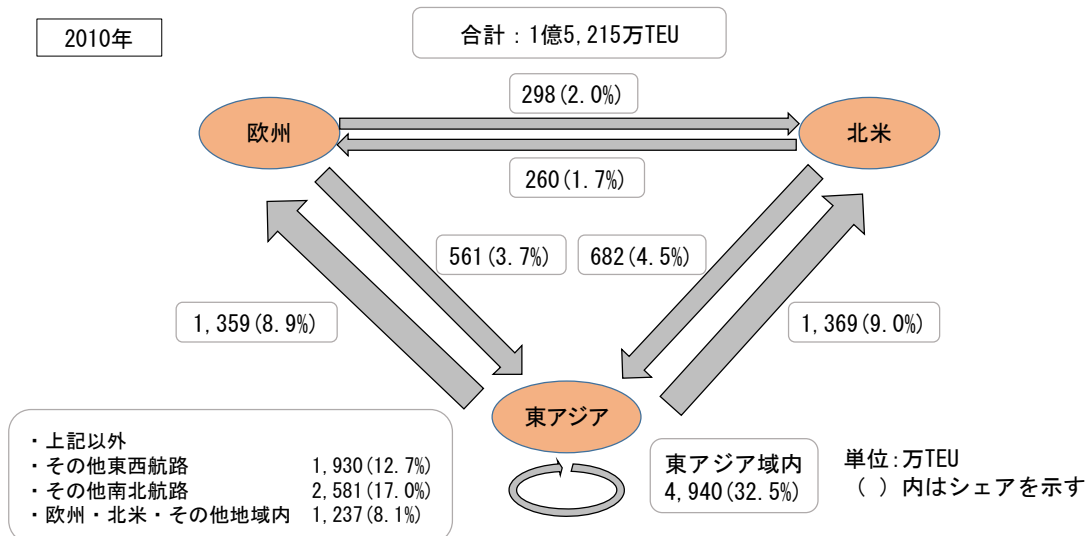 2010年
合計：1億5,215万TEU
298(2.0%)
欧州
北米
260(1.7%)
561(3.7%)
682(4.5%)
1,359(8.9%)
1,369(9.0%)
東アジア
・上記以外
・その他東西航路 1,930(12.7%)
・その他南北航路 2,581(17.0%)
・欧州・北米・その他地域内 1,237(8.1%)
東アジア域内
4,940(32.5%)
単位:万TEU
（ ）内はシェアを示す